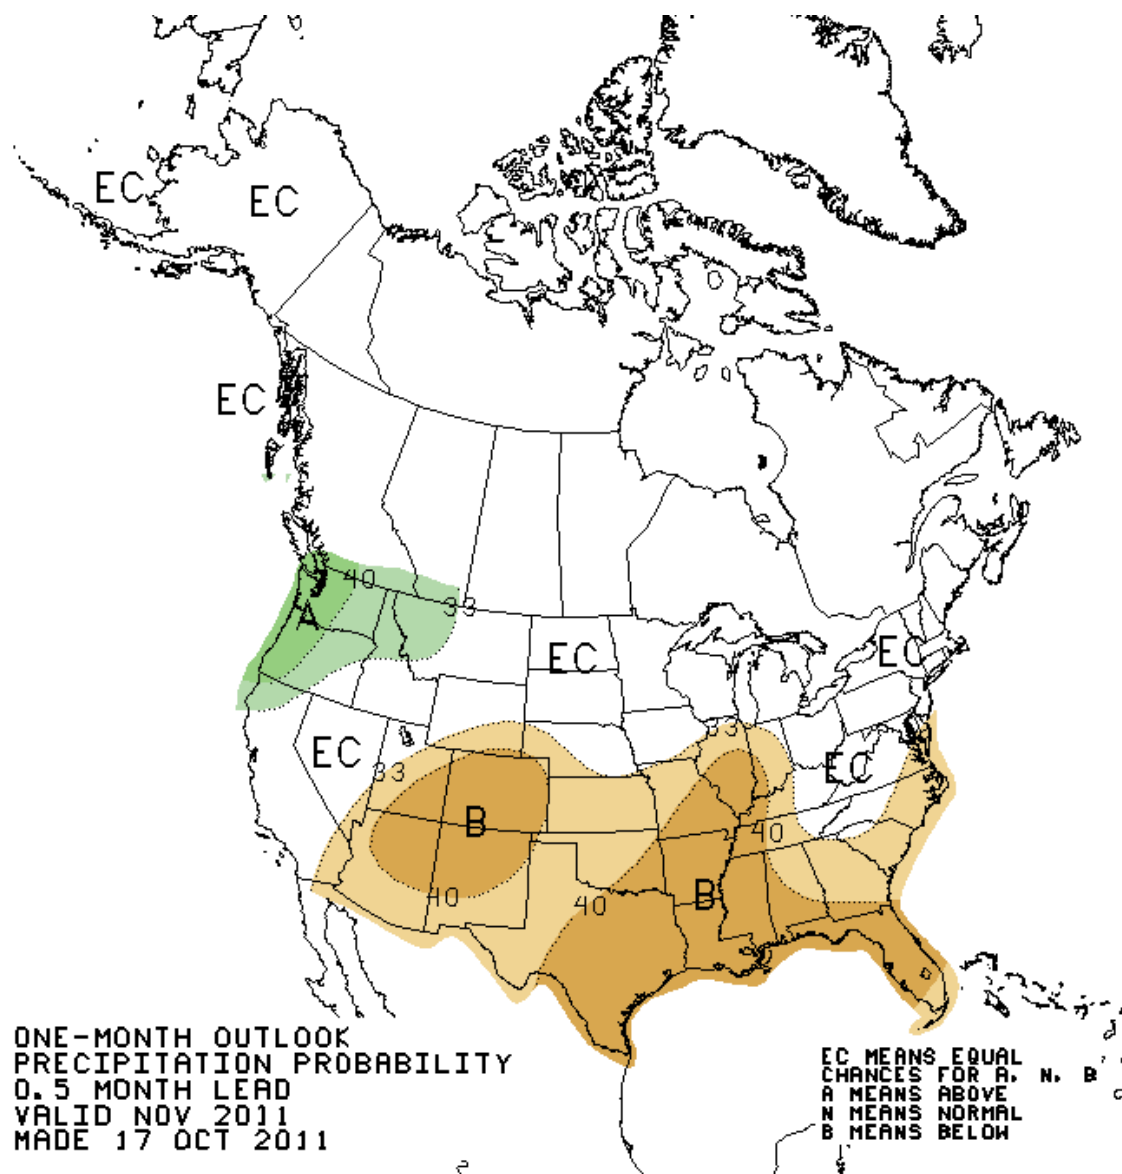 EC
EC
EC
40
33
A
EC
EC
33
EC
33
EC
B
40
40
40
B
ONE-MONTH OUTLOOK
PRECIPITATION PROBABILITY
0.5 MONTH LEAD
VALID NOV 2011
MADE 17 OCT 2011
EC MEANS EQUAL
CHANCES FOR A, N, B
A MEANS ABOVE
N MEANS NORMAL
B MEANS BELOW